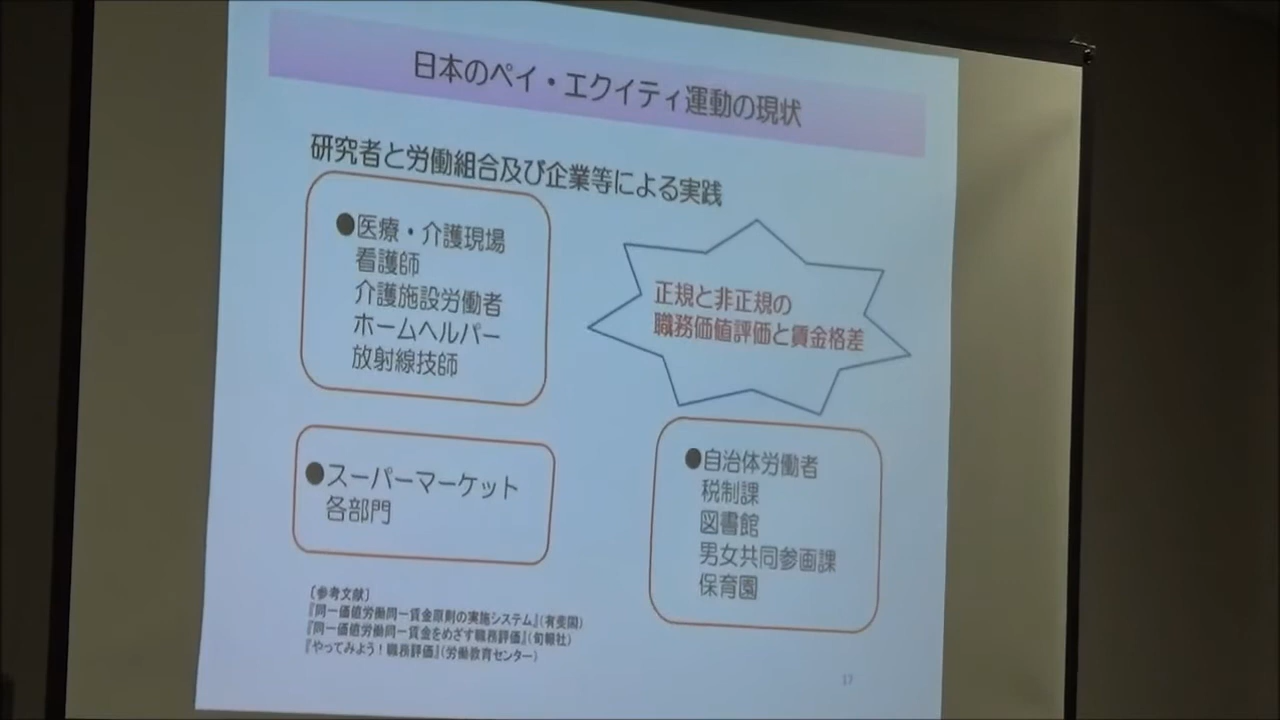 日本のペイ・エクイティ運動の現状
研究者と労働組合及び企業等による実践
●医療・介護現場
看護師
介護施設労働者
ホームヘルパー
放射線技師
正規と非正規の
職務価値評価と賃金格差
●スーパーマーケット
各部門
●自治体労働者
税制課
図書館
男女共同参画課
保育園
〔参考文献〕
『同一価値労働同一賃金原則の実施システム』(有斐閣)
『同一価値労働同一賃金をめざす職務評価』(旬報社)
『やってみよう！職務評価』(労働教育センター)
17